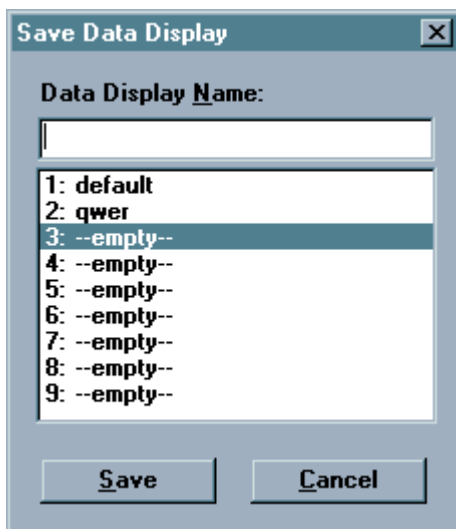 Save Data Display
Data Display Name:
1: default
2: qwer
3: --empty--
4: --empty--
5: --empty--
6: --empty--
7: --empty--
8: --empty--
9: --empty--
Save Cancel